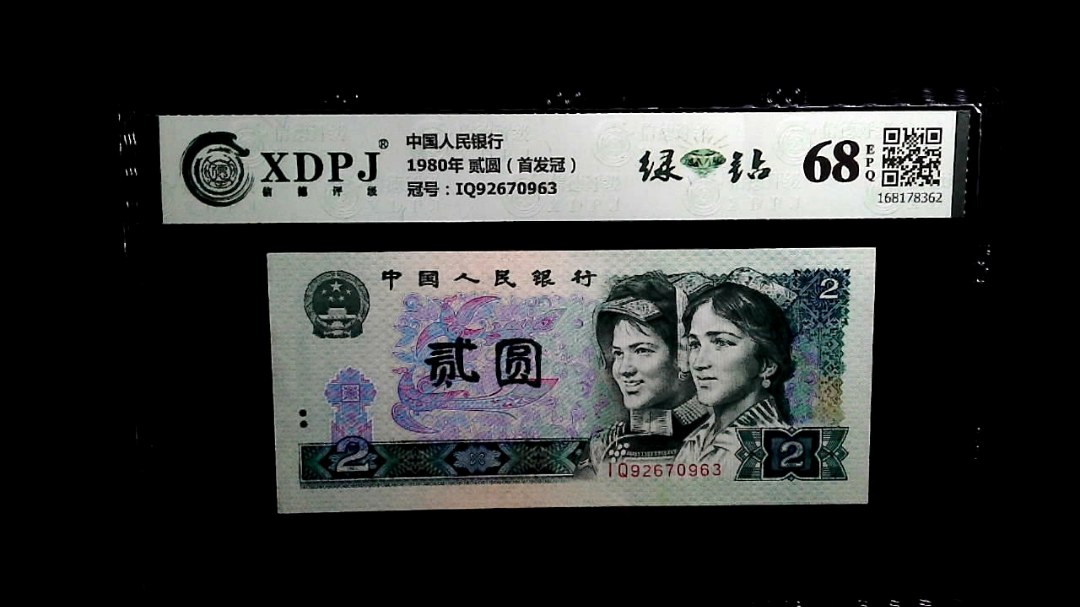 XDPJ®
信德评级
中国人民银行
1980年 贰圆（首发冠）
冠号：IQ92670963
绿钻
68
EPQ
168178362
中国人民银行
2
贰圆
2
IQ92670963
2